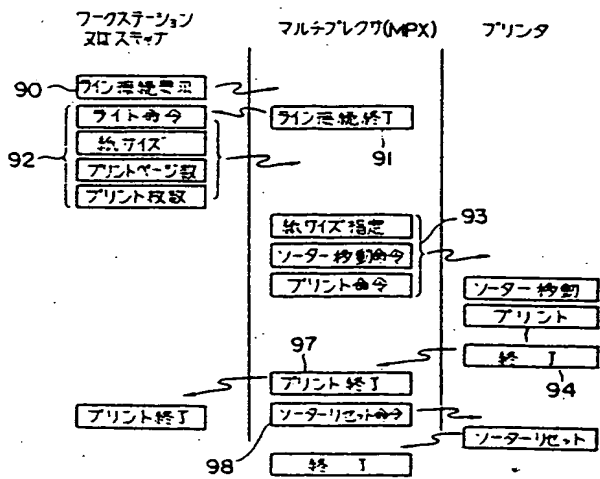 ワークステーション
又はスキャナ
マルチプレクサ(MPX)
プリンタ
90
ライン接続要求
ライト命令
ライン接続終了
91
92
紙サイズ
プリントページ数
プリント枚数
紙サイズ指定
93
ソーター移動命令
プリント命令
ソーター移動
プリント
終 了
94
97
プリント終了
プリント終了
ソーターリセット命令
98
ソーターリセット
終 了